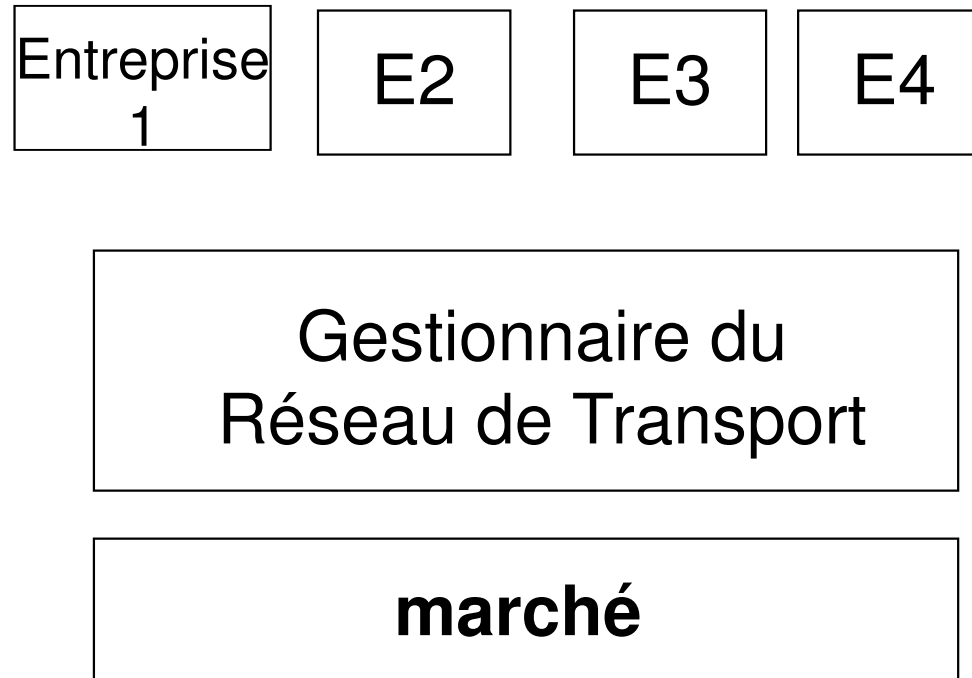 Entreprise
1
E2
E3
E4
Gestionnaire du
Réseau de Transport
marché